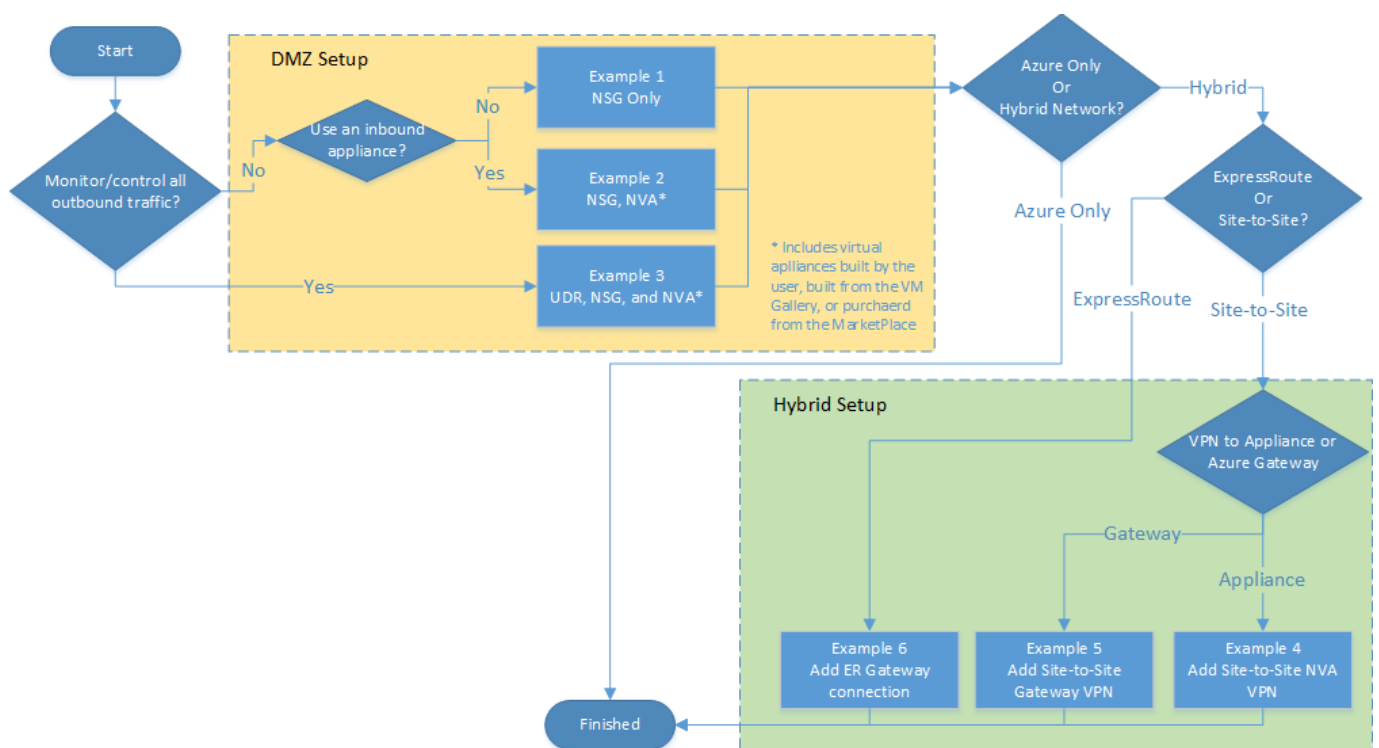 Start
Monitor/control all
outbound traffic?
No
Yes
DMZ Setup
Use an inbound
appliance?
No
Yes
Example 1
NSG Only
Example 2
NSG, NVA*
Example 3
UDR, NSG, and NVA*
* Includes virtual
aplliances built by the
user, built from the VM
Gallery, or purchaerd
from the MarketPlace
Azure Only
Or
Hybrid Network?
Hybrid
Azure Only
ExpressRoute
Or
Site-to-Site?
ExpressRoute
Site-to-Site
Hybrid Setup
VPN to Appliance or
Azure Gateway
Gateway
Appliance
Example 6
Add ER Gateway
connection
Example 5
Add Site-to-Site
Gateway VPN
Example 4
Add Site-to-Site NVA
VPN
Finished